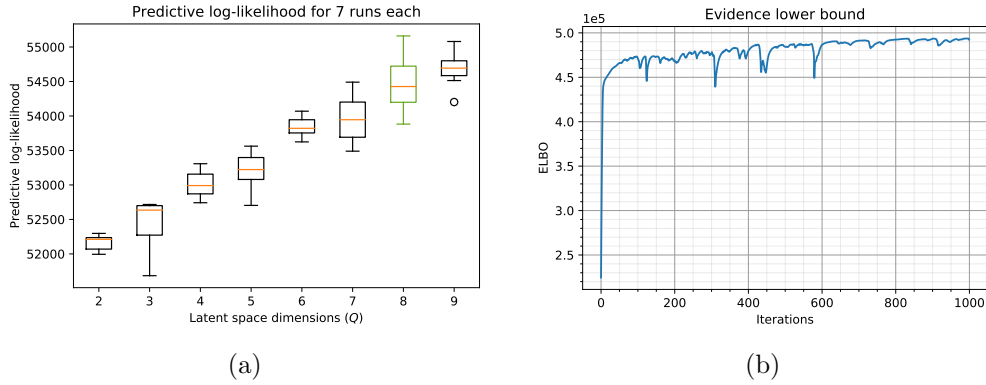 Predictive log-likelihood for 7 runs each
Predictive log-likelihood
55000
54500
54000
53500
53000
52500
52000
2 3 4 5 6 7 8 9
Latent space dimensions (Q)
(a)
Evidence lower bound
1e5
ELBO
5.0
4.5
4.0
3.5
3.0
2.5
0 200 400 600 800 1000
Iterations
(b)